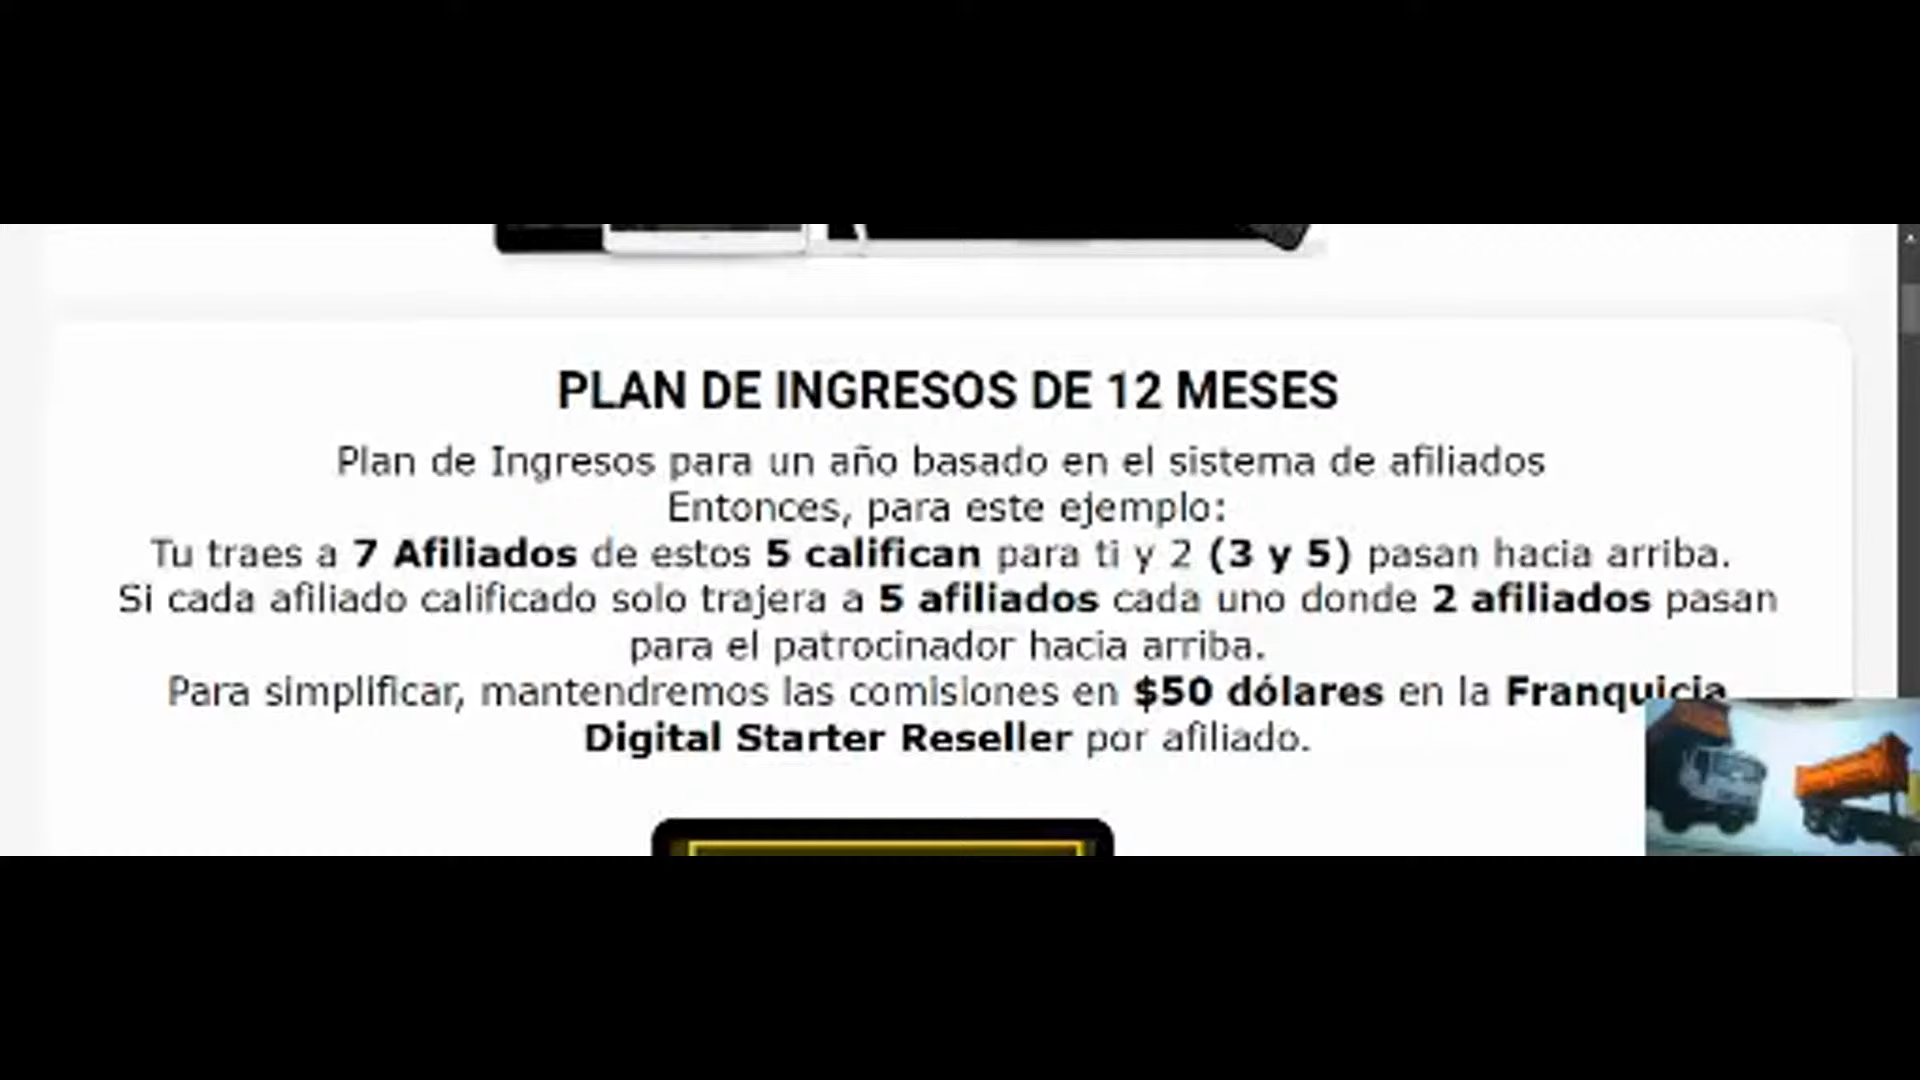 PLAN DE INGRESOS DE 12 MESES
Plan de Ingresos para un año basado en el sistema de afiliados
Entonces, para este ejemplo:
Tu traes a 7 Afiliados de estos 5 califican para ti y 2 (3 y 5) pasan hacia arriba.
Si cada afiliado calificado solo trajera a 5 afiliados cada uno donde 2 afiliados pasan
para el patrocinador hacia arriba.
Para simplificar, mantendremos las comisiones en $50 dólares en la Franquicia
Digital Starter Reseller por afiliado.